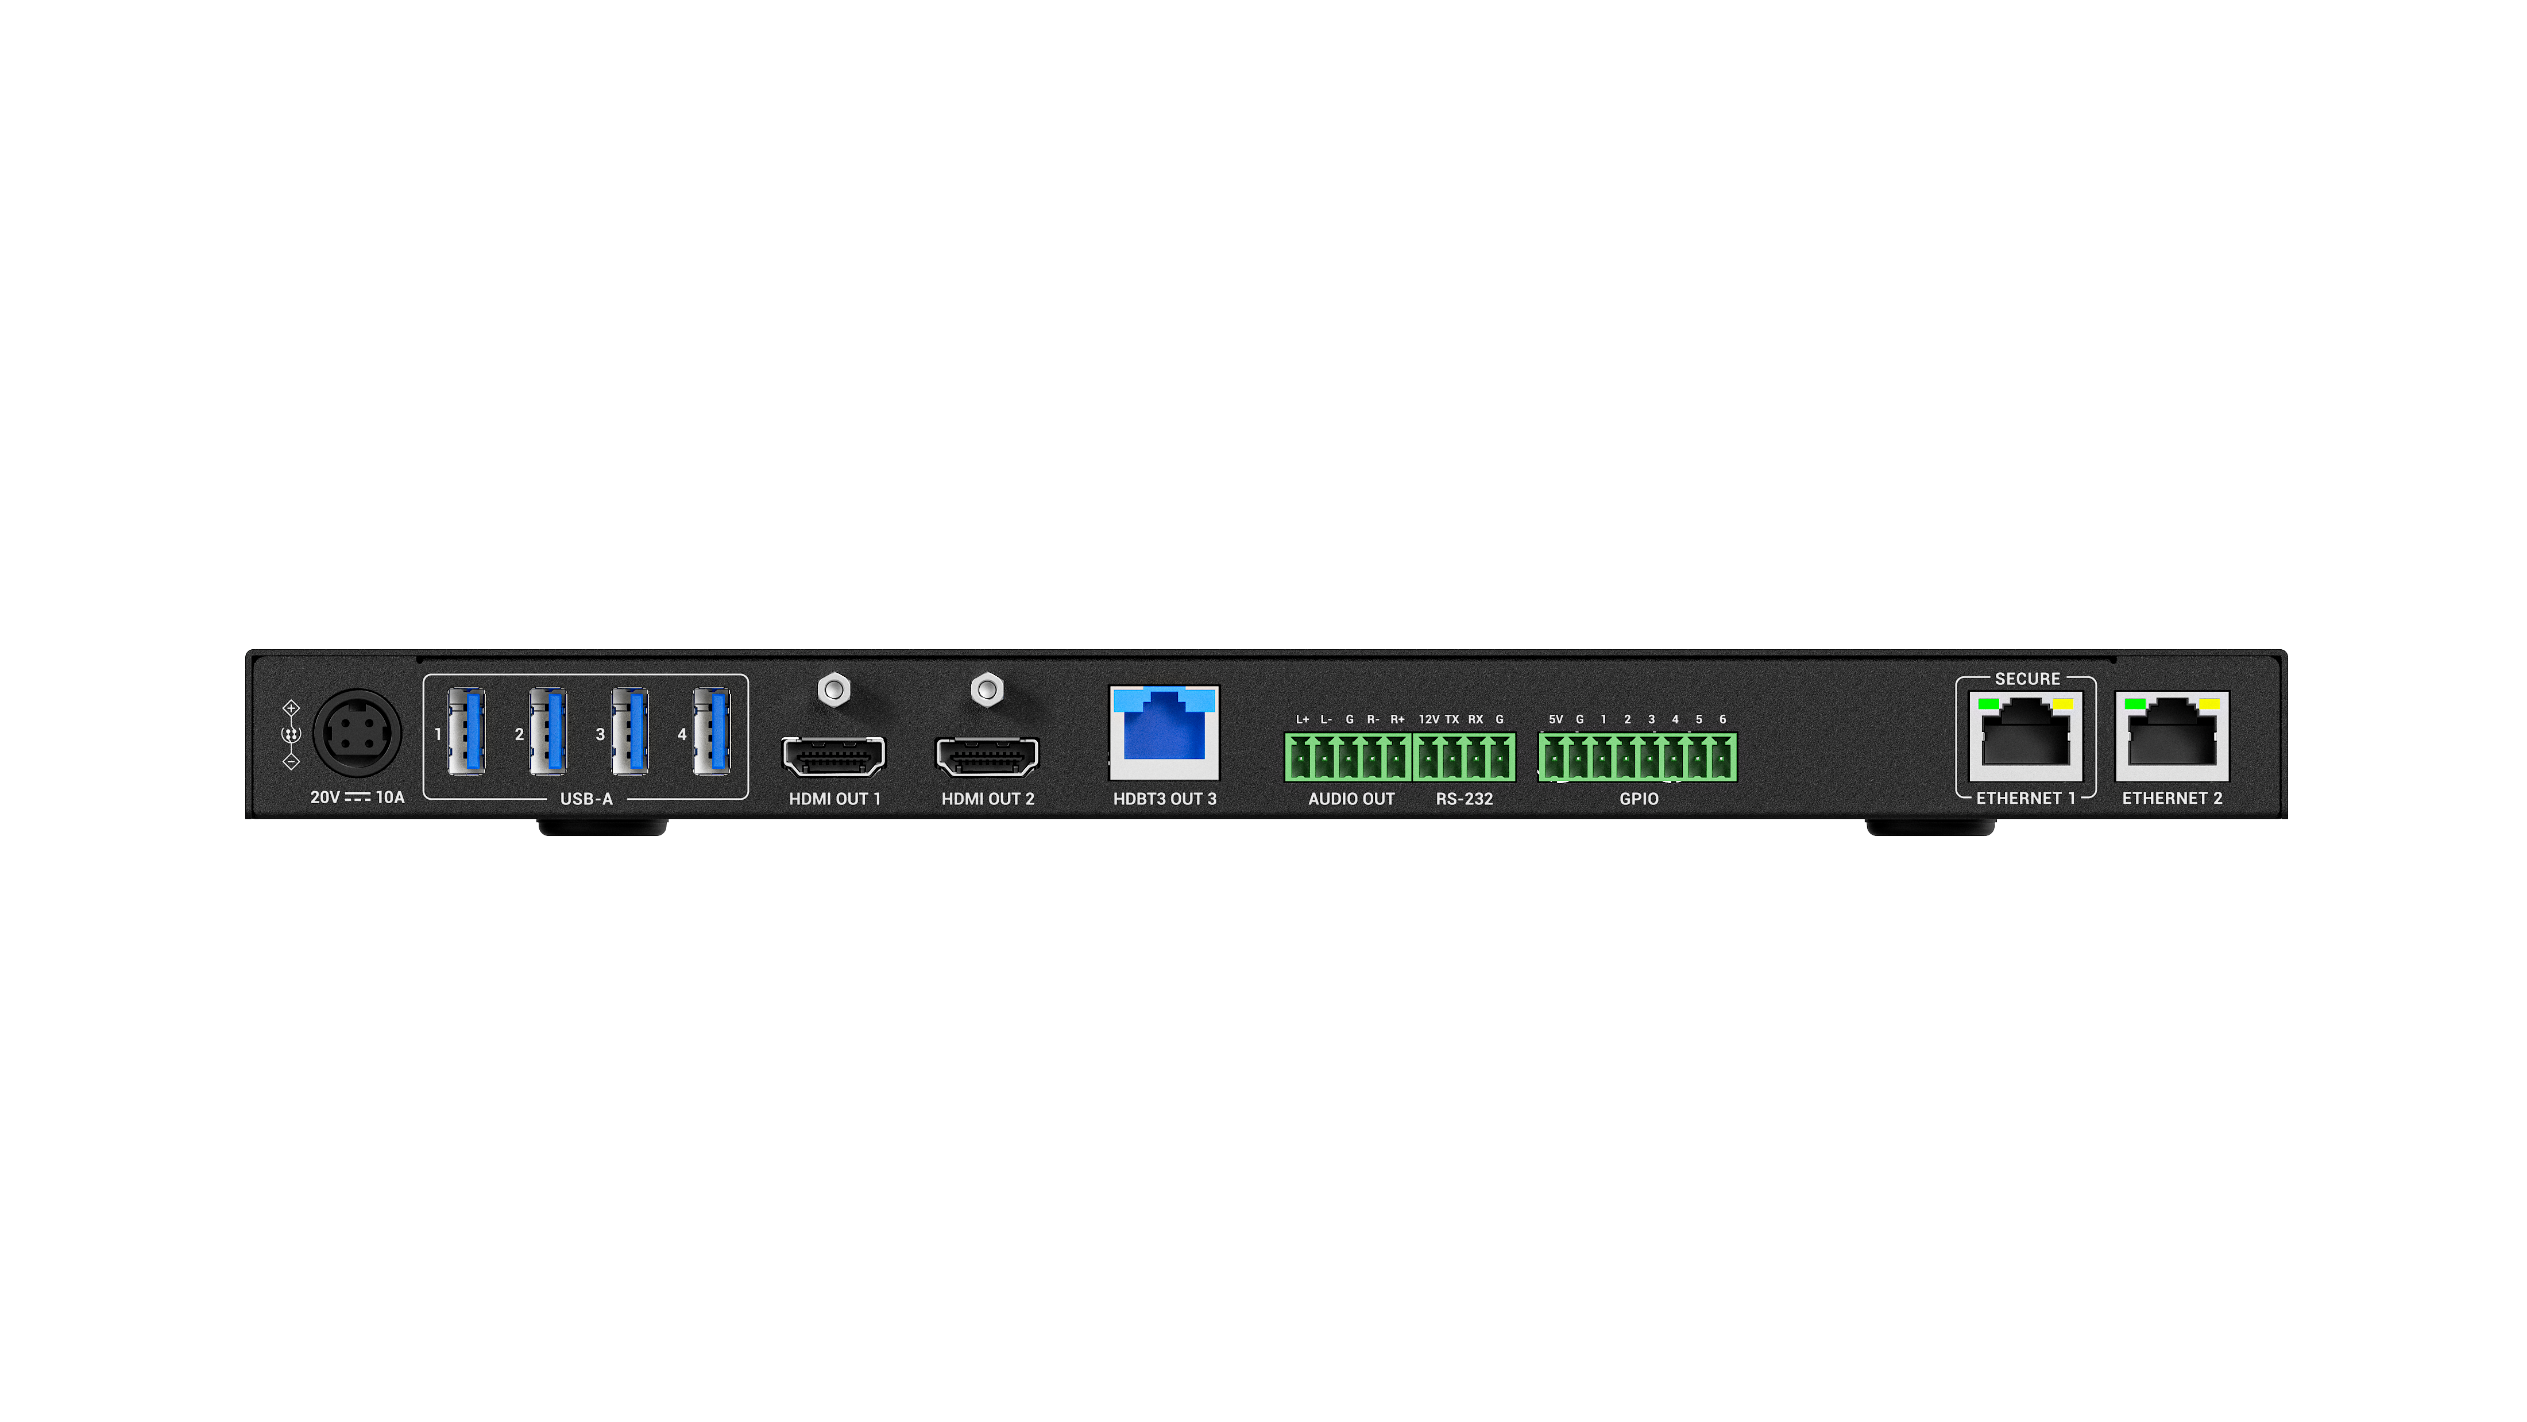 SECURE
L+ L- G R- R+ 12V TX RX G
5V G 1 2 3 4 5 6
1 2 3 4
20V 10A
USB-A
HDMI OUT 1
HDMI OUT 2
HDBT3 OUT 3
AUDIO OUT
RS-232
GPIO
ETHERNET 1
ETHERNET 2